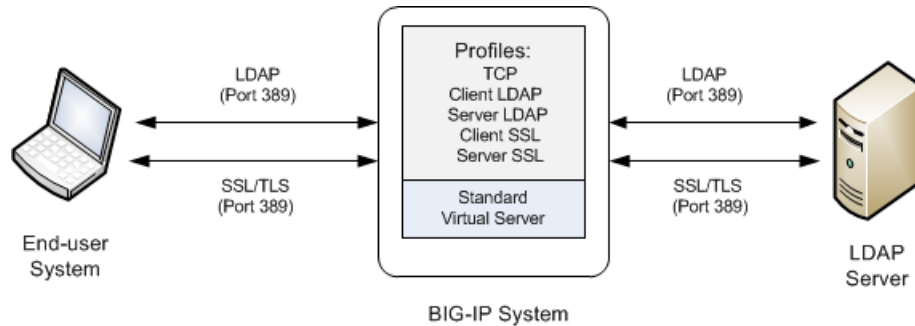 LDAP
(Port 389)
SSL/TLS
(Port 389)
End-user
System
Profiles:
TCP
Client LDAP
Server LDAP
Client SSL
Server SSL
Standard
Virtual Server
BIG-IP System
LDAP
(Port 389)
SSL/TLS
(Port 389)
LDAP
Server